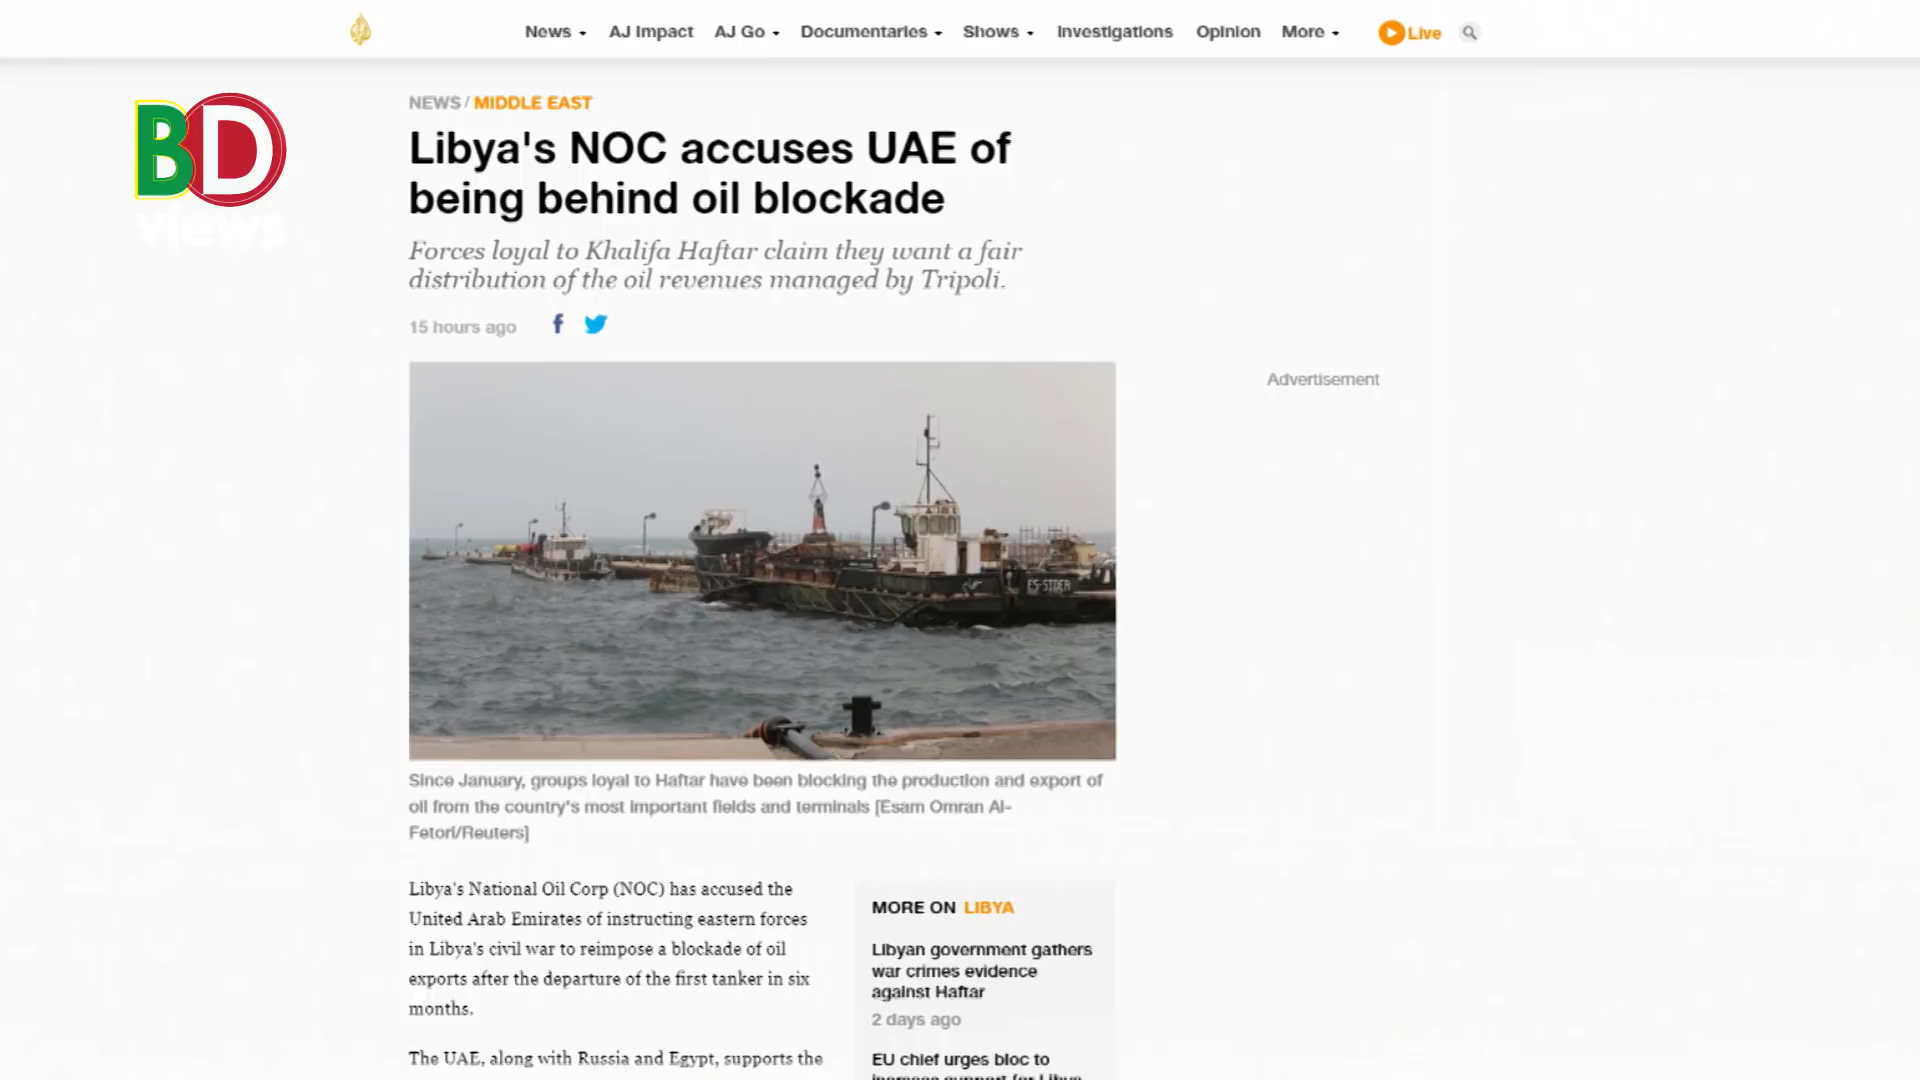 News
AJ Impact
AJ Go
Documentaries
Shows
Investigations
Opinion
More
Live
BD
views
NEWS / MIDDLE EAST
Libya's NOC accuses UAE of
being behind oil blockade
Forces loyal to Khalifa Haftar claim they want a fair
distribution of the oil revenues managed by Tripoli.
15 hours ago
Advertisement
Since January, groups loyal to Haftar have been blocking the production and export of
oil from the country's most important fields and terminals [Esam Omran Al-
Fetori/Reuters]
Libya's National Oil Corp (NOC) has accused the
United Arab Emirates of instructing eastern forces
in Libya's civil war to reimpose a blockade of oil
exports after the departure of the first tanker in six
months.
The UAE, along with Russia and Egypt, supports the
MORE ON LIBYA
Libyan government gathers
war crimes evidence
against Haftar
2 days ago
EU chief urges bloc to
increase support for Libya